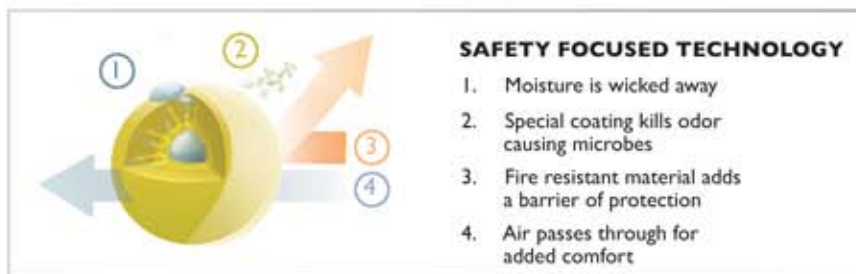 1
2
3
4
SAFETY FOCUSED TECHNOLOGY
1. Moisture is wicked away
2. Special coating kills odor
causing microbes
3. Fire resistant material adds
a barrier of protection
4. Air passes through for
added comfort